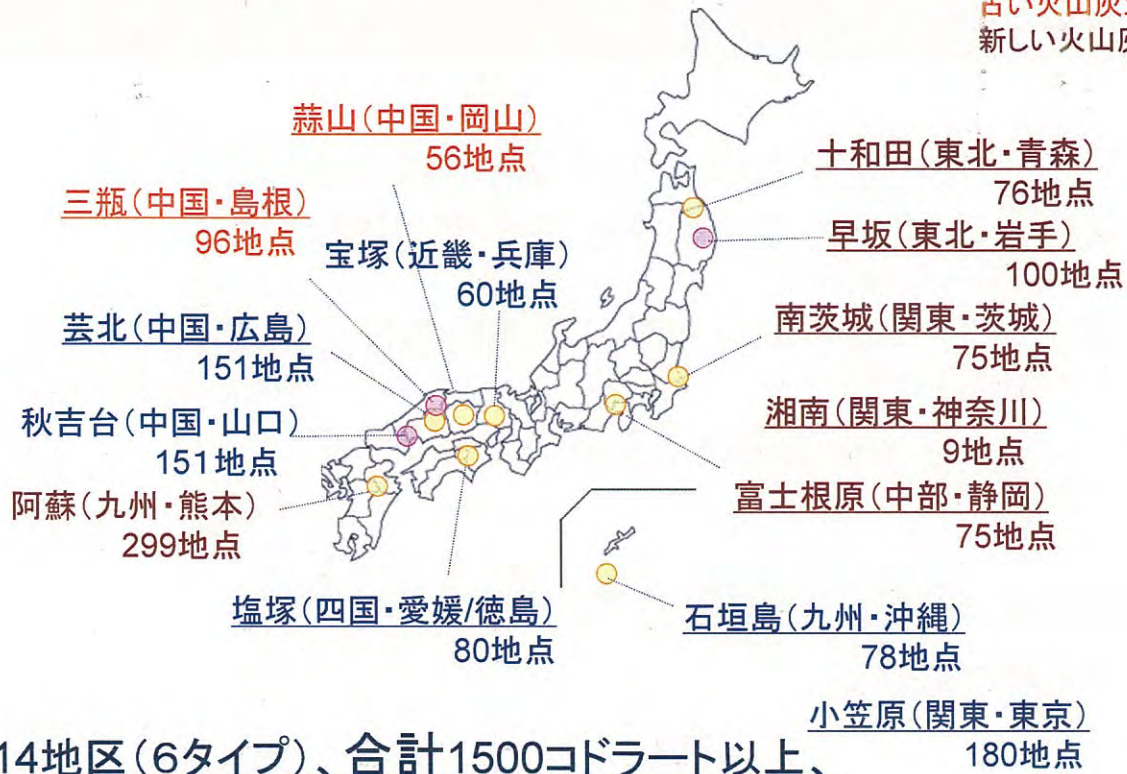 古い火山灰
新しい火山灰
蒜山(中国・岡山)
56地点
三瓶(中国・島根)
96地点
宝塚(近畿・兵庫)
60地点
芸北(中国・広島)
151地点
秋吉台(中国・山口)
151地点
阿蘇(九州・熊本)
299地点
塩塚(四国・愛媛/徳島)
80地点
十和田(東北・青森)
76地点
早坂(東北・岩手)
100地点
南茨城(関東・茨城)
75地点
湘南(関東・神奈川)
9地点
富士根原(中部・静岡)
75地点
石垣島(九州・沖縄)
78地点
小笠原(関東・東京)
180地点
14地区(6タイプ)、合計1500コドラート以上、